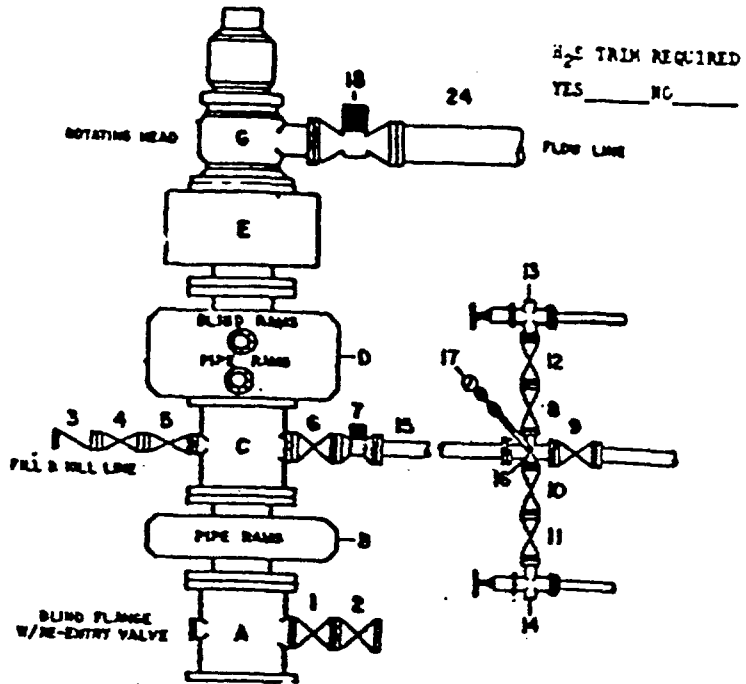 H₂S TRIM REQUIRED
YES_____ NO_____
18
24
ROTATING HEAD
G
FLOW LINE
E
13
BLIND RAMS
PIPE RAMS
D
17
12
8
3
4
5
C
6
7
15
9
FILL & KILL LINE
16
10
PIPE RAMS
B
11
BLIND FLANGE
W/RE-ENTRY VALVE
A
1
2
14